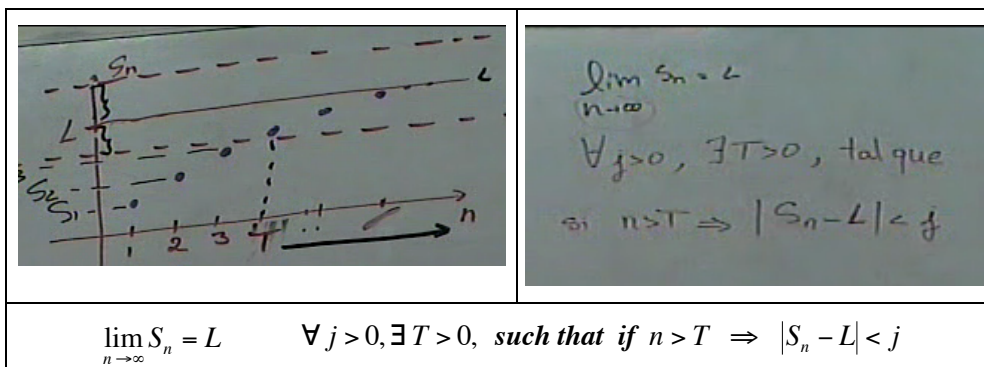 Sn
L
L
S2
S1
1 2 3 T n
lim Sn = L
n→∞
∀j>0, ∃T>0, tal que
si n>T ⇒ |Sn-L|< j
lim Sn = L ∀ j > 0, ∃ T > 0, such that if n > T ⇒ |Sn − L| < j
n→∞